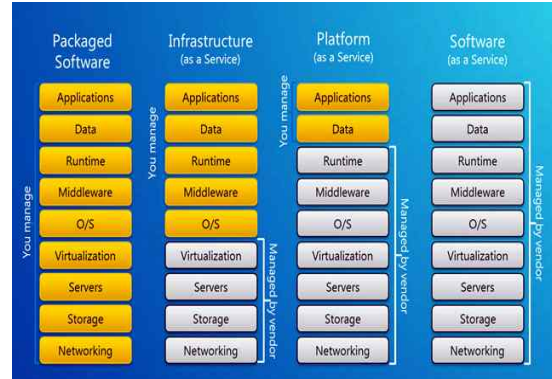 Packaged
Software
Applications
Data
Runtime
Middleware
O/S
Virtualization
Servers
Storage
Networking
You manage
Infrastructure
(as a Service)
Applications
Data
Runtime
Middleware
O/S
Virtualization
Servers
Storage
Networking
You manage
Managed by vendor
Platform
(as a Service)
Applications
Data
Runtime
Middleware
O/S
Virtualization
Servers
Storage
Networking
You manage
Managed by vendor
Software
(as a Service)
Applications
Data
Runtime
Middleware
O/S
Virtualization
Servers
Storage
Networking
Managed by vendor